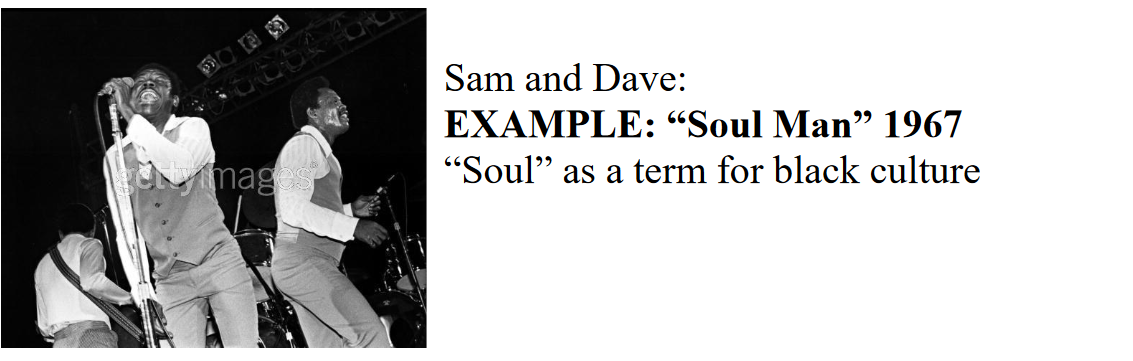 Sam and Dave:
EXAMPLE: “Soul Man” 1967
“Soul” as a term for black culture
gettyimages®